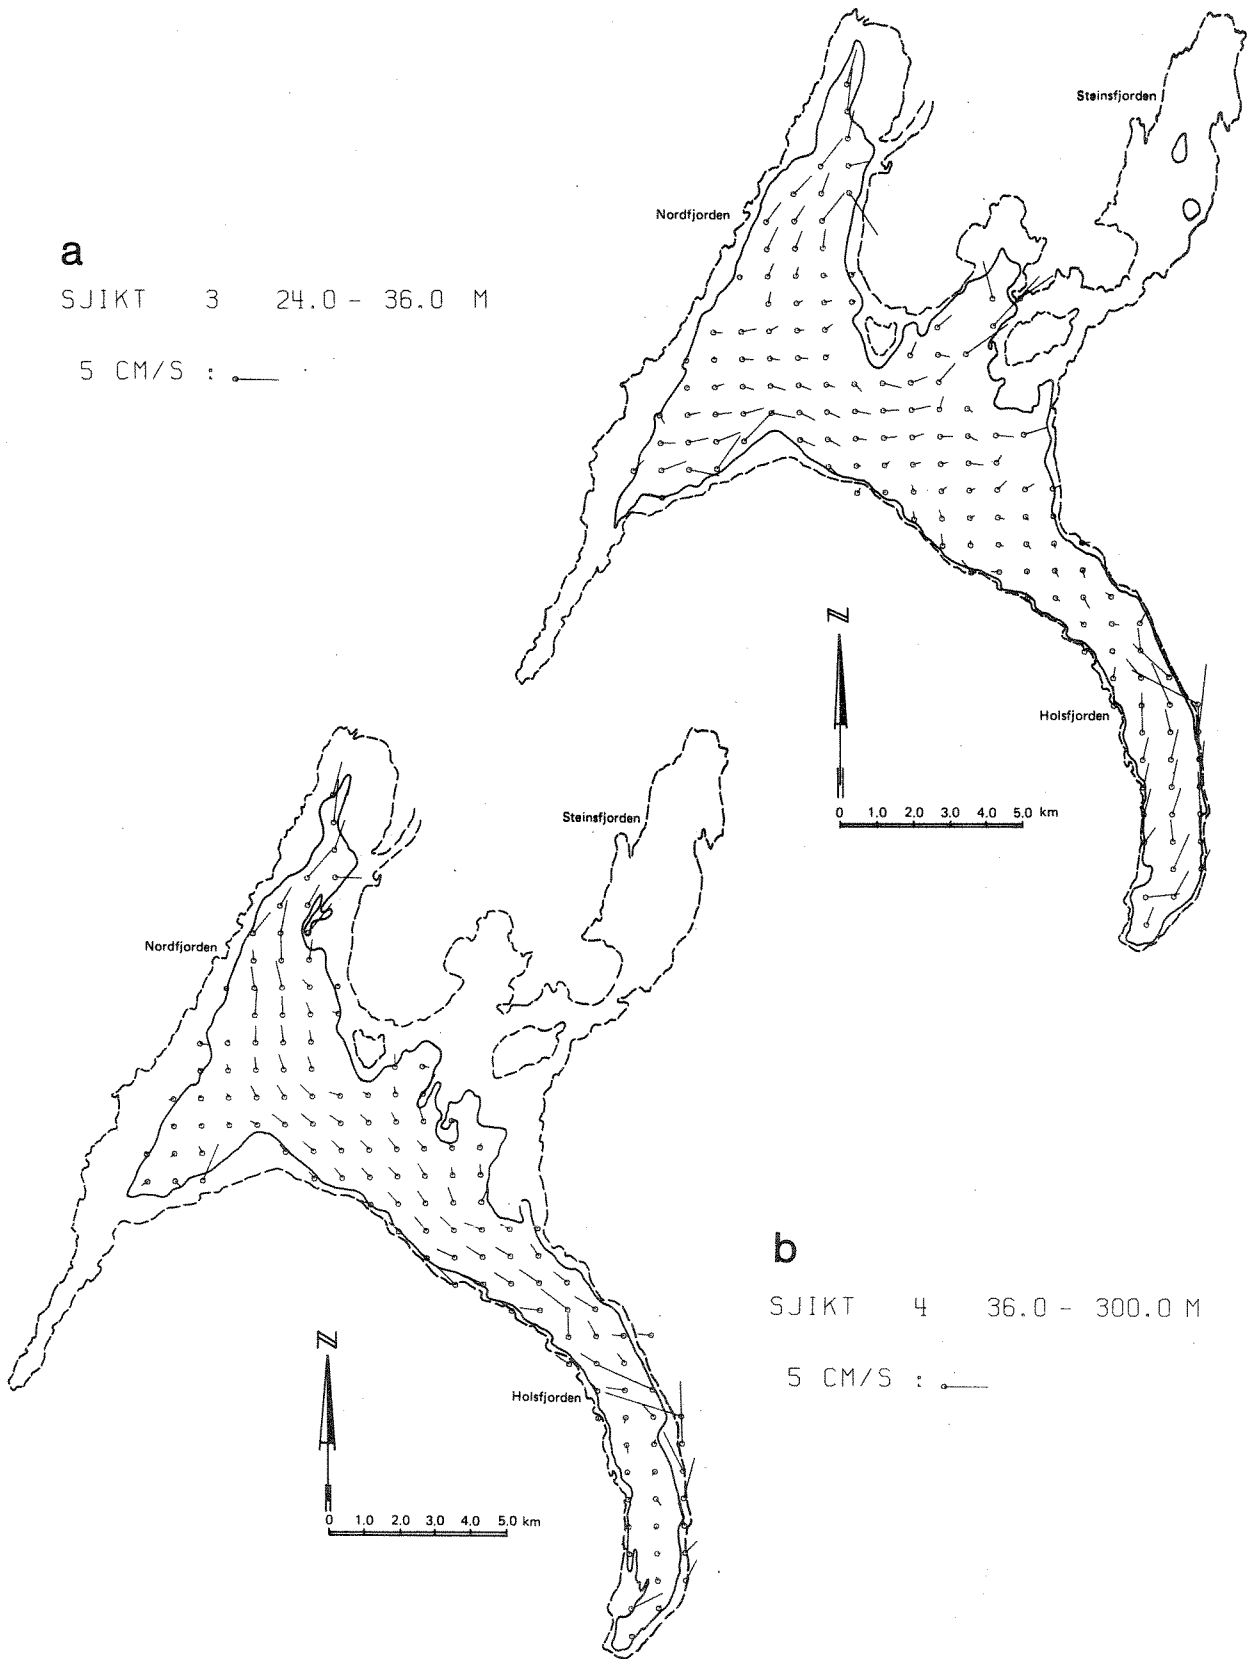 Steinsfjorden
Nordfjorden
a
SJIKT 3 24.0 - 36.0 M
5 CM/S :
N
Holsfjorden
0 1.0 2.0 3.0 4.0 5.0 km
Steinsfjorden
Nordfjorden
b
SJIKT 4 36.0 - 300.0 M
N
5 CM/S :
Holsfjorden
0 1.0 2.0 3.0 4.0 5.0 km